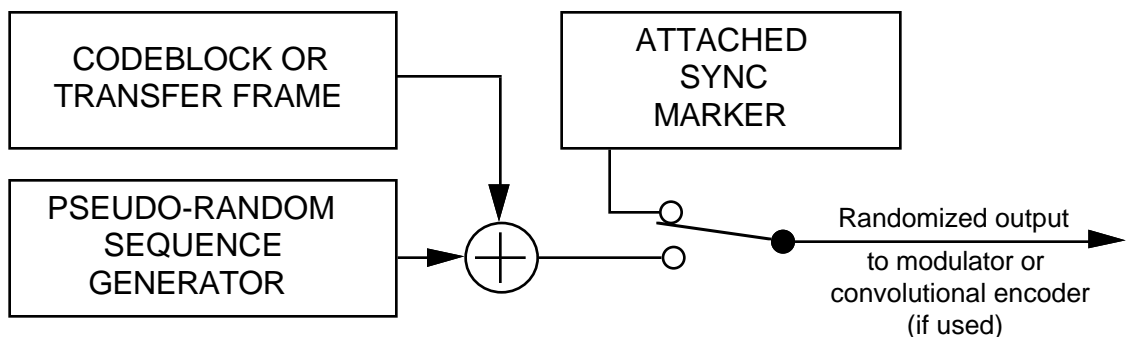 CODEBLOCK OR
TRANSFER FRAME
ATTACHED
SYNC
MARKER
PSEUDO-RANDOM
SEQUENCE
GENERATOR
Randomized output
to modulator or
convolutional encoder
(if used)